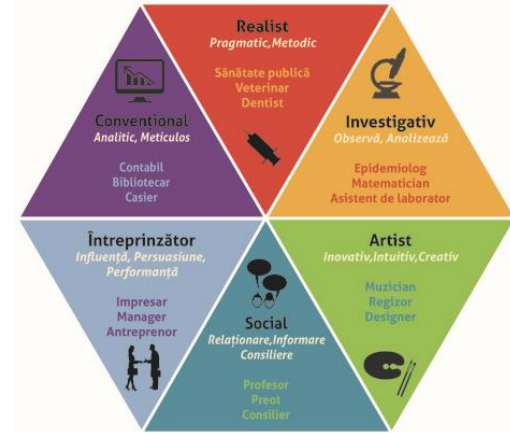 Realist
Pragmatic,Metodic
Sănătate publică
Veterinar
Dentist
Convențional
Analitic, Meticulos
Contabil
Bibliotecar
Casier
Investigativ
Observă, Analizează
Epidemiolog
Matematician
Asistent de laborator
Întreprinzător
Influență, Persuasiune,
Performanță
Impresar
Manager
Antreprenor
Social
Relaționare,Informare
Consiliere
Profesor
Preot
Consilier
Artist
Inovativ,Intuitiv,Creativ
Muzician
Regizor
Designer